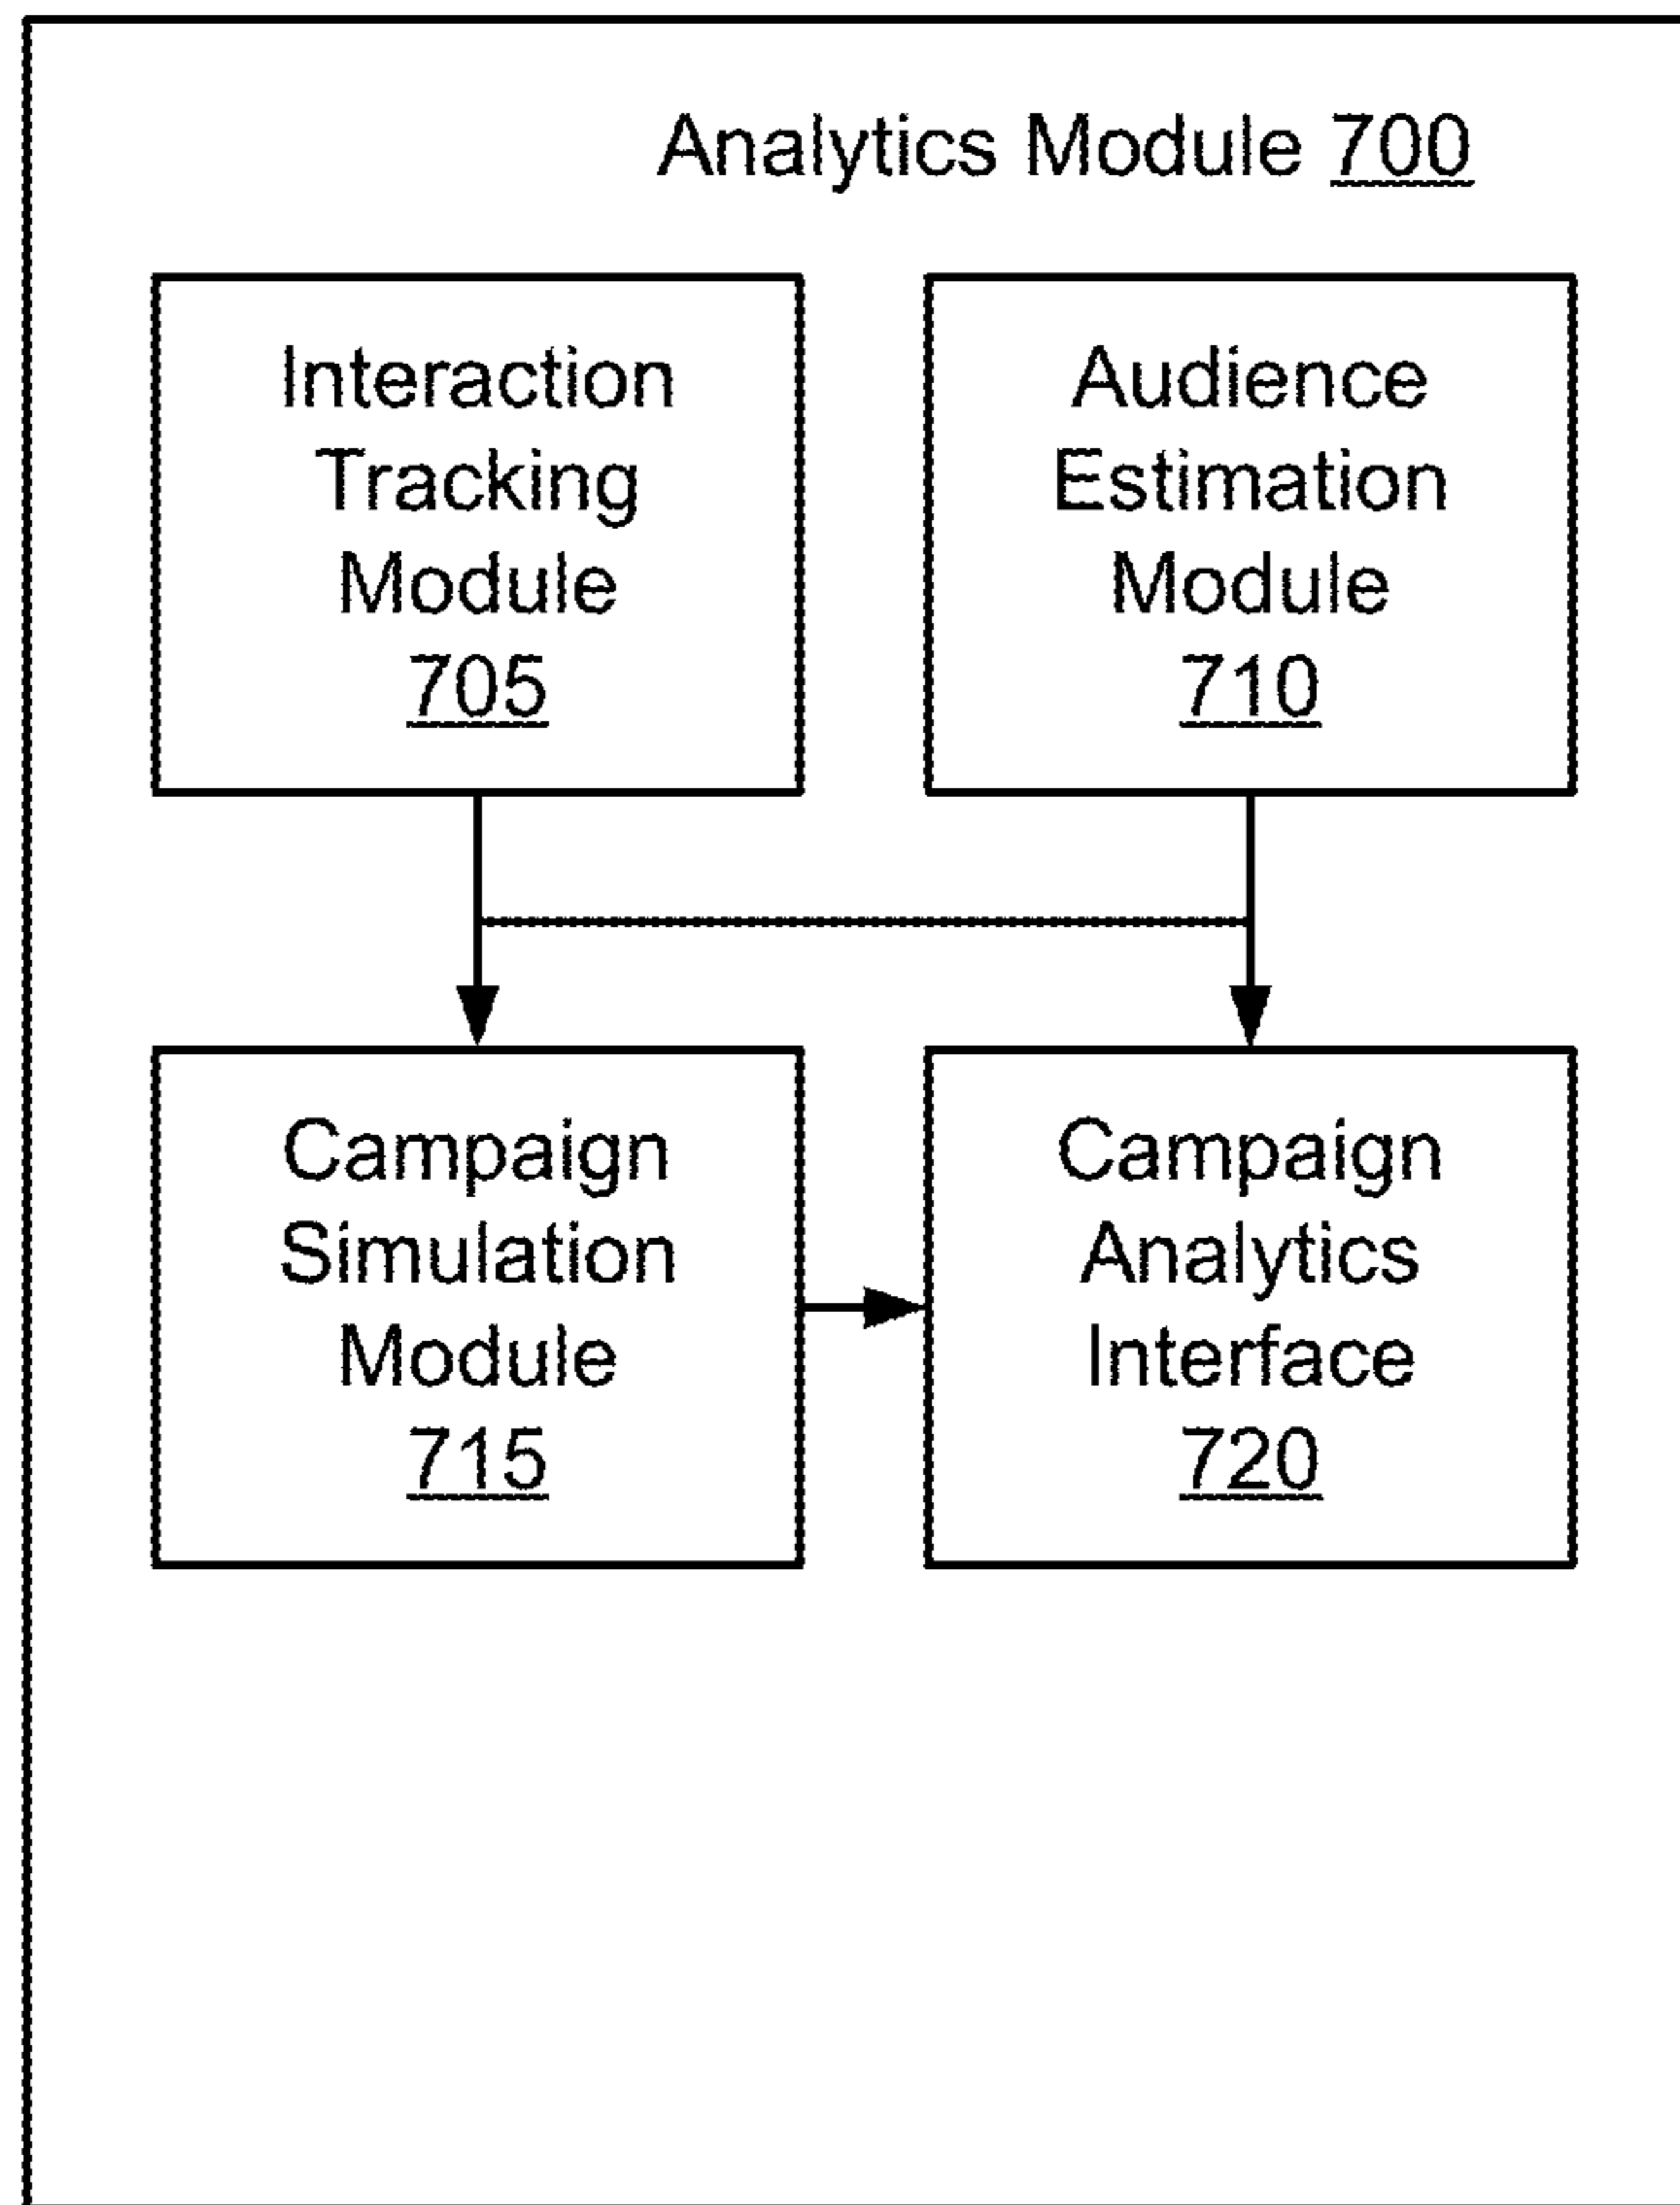 Analytics Module 700
Interaction
Tracking
Module
705
Audience
Estimation
Module
710
Campaign
Simulation
Module
715
Campaign
Analytics
Interface
720